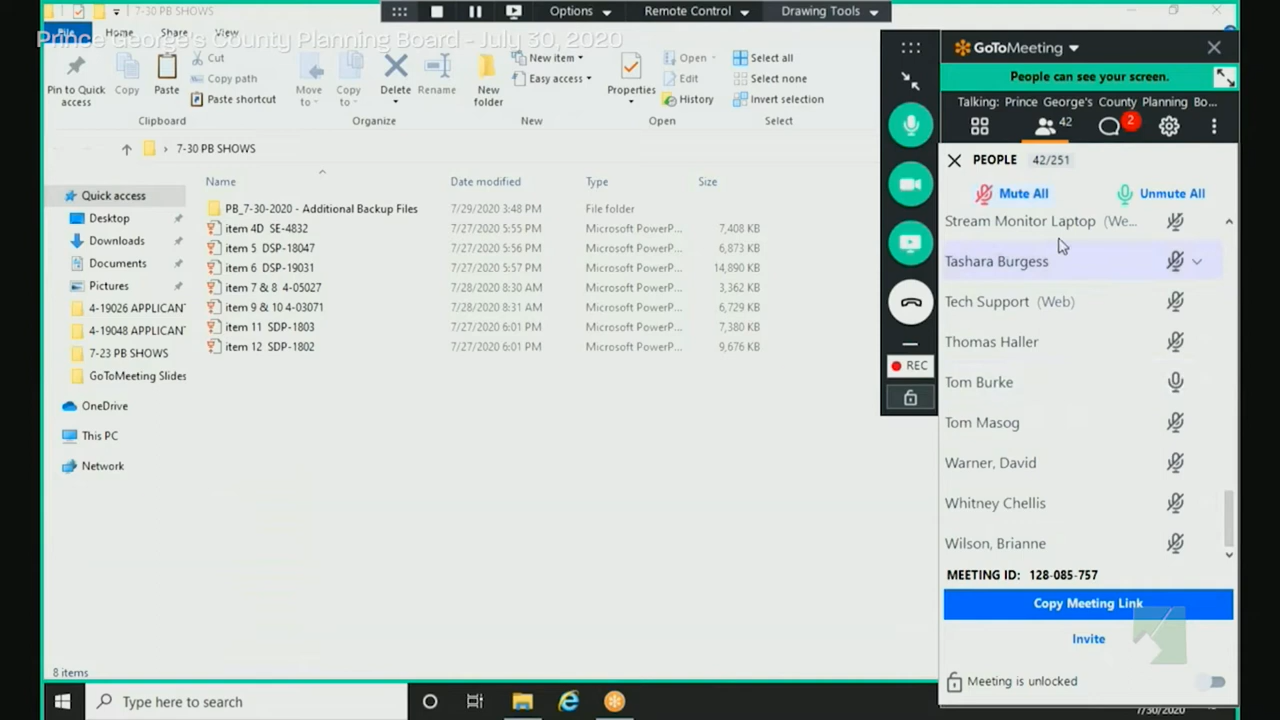 7-30 PB SHOWS
Options
Remote Control
Drawing Tools
File
Home
Share
View
Prince George's County Planning Board - July 30, 2020
Pin to Quick
access
Copy
Paste
Cut
Copy path
Paste shortcut
Clipboard
Move
to
Copy
to
Delete
Rename
Organize
New
folder
New item
Easy access
New
Properties
Open
Edit
History
Open
Select all
Select none
Invert selection
Select
7-30 PB SHOWS
Name
Date modified
Type
Size
PB_7-30-2020 - Additional Backup Files 7/29/2020 3:48 PM File folder
item 4D SE-4832 7/27/2020 5:55 PM Microsoft PowerP... 7,408 KB
item 5 DSP-18047 7/27/2020 5:56 PM Microsoft PowerP... 6,873 KB
item 6 DSP-19031 7/27/2020 5:57 PM Microsoft PowerP... 14,890 KB
item 7 & 8 4-05027 7/28/2020 8:30 AM Microsoft PowerP... 3,362 KB
item 9 & 10 4-03071 7/28/2020 8:31 AM Microsoft PowerP... 6,729 KB
item 11 SDP-1803 7/27/2020 6:01 PM Microsoft PowerP... 7,380 KB
item 12 SDP-1802 7/27/2020 6:01 PM Microsoft PowerP... 9,676 KB
Quick access
Desktop
Downloads
Documents
Pictures
4-19026 APPLICAN
4-19048 APPLICAN
7-23 PB SHOWS
GoToMeeting Slides
OneDrive
This PC
Network
8 items
Type here to search
REC
GoToMeeting
People can see your screen.
Talking: Prince George's County Planning Bo...
42
2
PEOPLE 42/251
Mute All
Unmute All
Stream Monitor Laptop (We...
Tashara Burgess
Tech Support (Web)
Thomas Haller
Tom Burke
Tom Masog
Warner, David
Whitney Chellis
Wilson, Brianne
MEETING ID: 128-085-757
Copy Meeting Link
Invite
Meeting is unlocked
7/30/2020